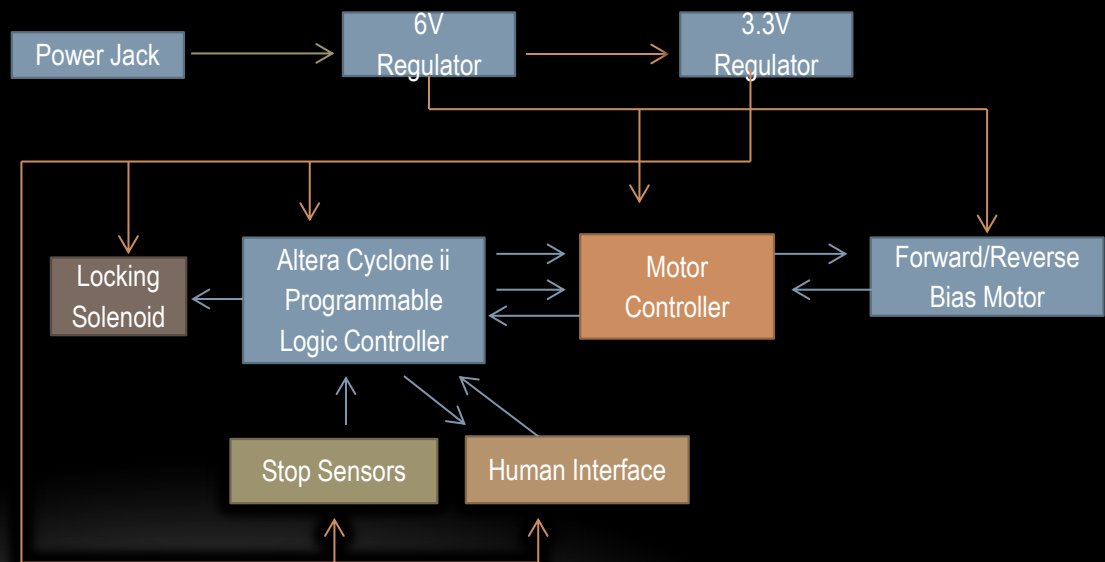 Power Jack
6V
Regulator
3.3V
Regulator
Locking
Solenoid
Altera Cyclone ii
Programmable
Logic Controller
Motor
Controller
Forward/Reverse
Bias Motor
Stop Sensors
Human Interface